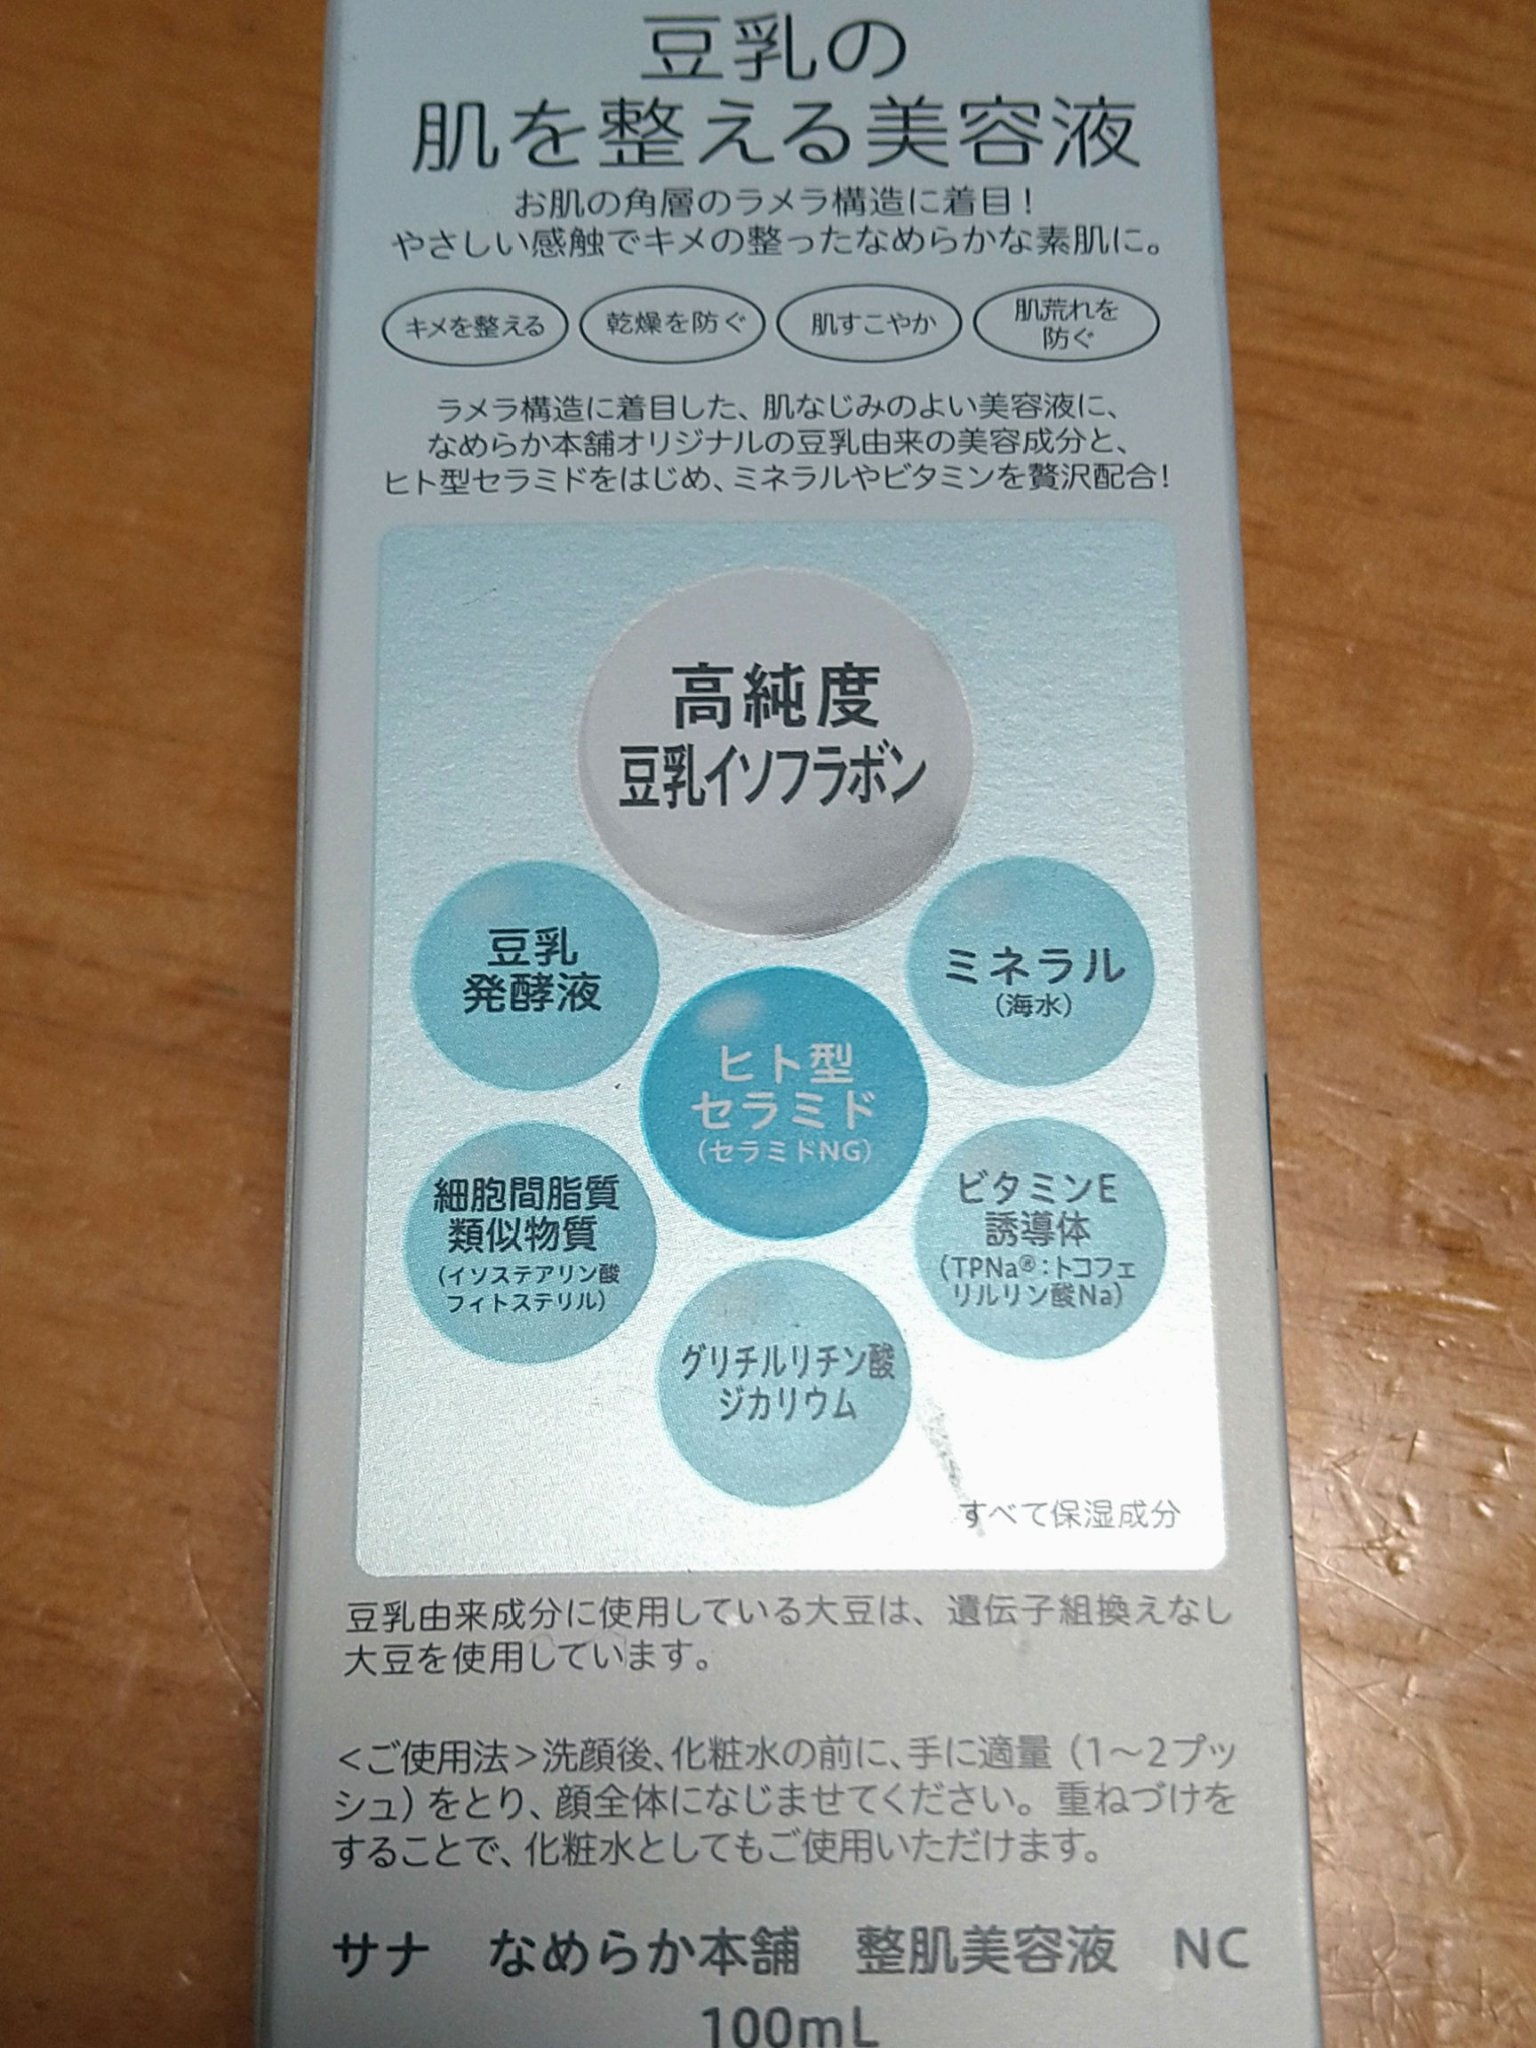 豆乳の
肌を整える美容液
お肌の角層のラメラ構造に着目！
やさしい感触でキメの整ったなめらかな素肌に。
キメを整える
乾燥を防ぐ
肌すこやか
肌荒れを
防ぐ
ラメラ構造に着目した、肌なじみのよい美容液に、
なめらか本舗オリジナルの豆乳由来の美容成分と、
ヒト型セラミドをはじめ、ミネラルやビタミンを贅沢配合！
高純度
豆乳イソフラボン
豆乳
発酵液
ミネラル
（海水）
ヒト型
セラミド
（セラミドNG）
細胞間脂質
類似物質
（イソステアリン酸
フィトステリル）
ビタミンE
誘導体
（TPNa®：トコフェ
リルリン酸Na）
グリチルリチン酸
ジカリウム
すべて保湿成分
豆乳由来成分に使用している大豆は、遺伝子組換えなし
大豆を使用しています。
＜ご使用法＞洗顔後、化粧水の前に、手に適量（1～2プッ
シュ）をとり、顔全体になじませてください。重ねづけを
することで、化粧水としてもご使用いただけます。
サナ　なめらか本舗　整肌美容液　NC
100mL